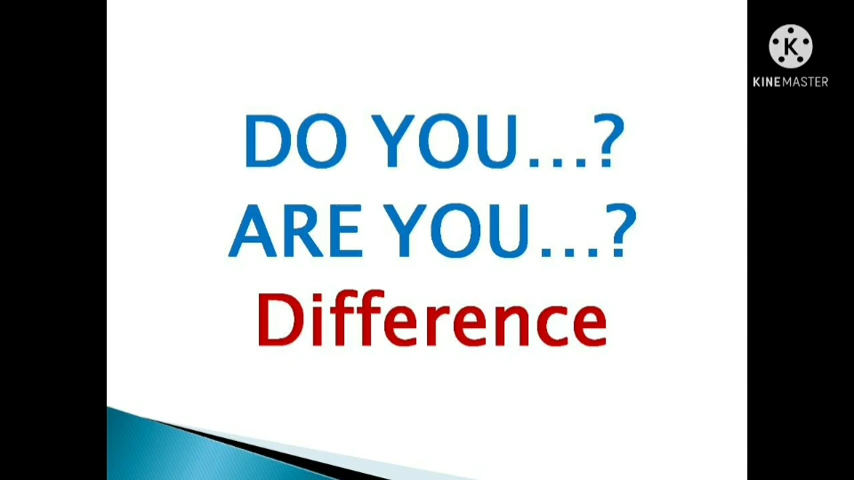 DO YOU...?
ARE YOU...?
Difference
K
KINEMASTER